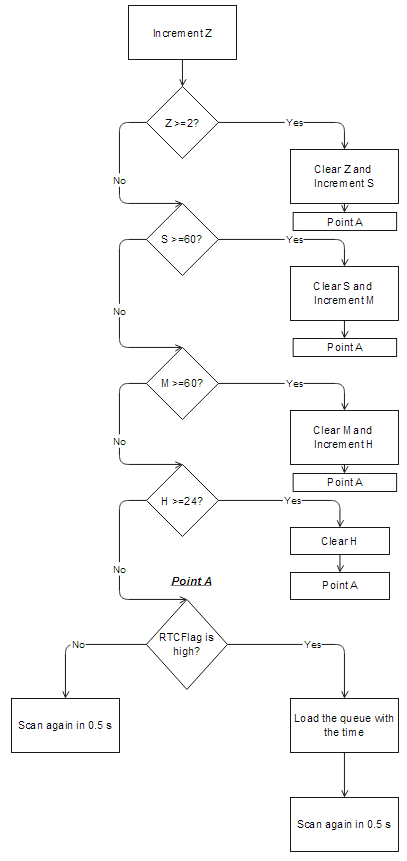 Increment Z
Z >=2?
Yes
No
Clear Z and
Increment S
Point A
S >=60?
Yes
No
Clear S and
Increment M
Point A
M >=60?
Yes
No
Clear M and
Increment H
Point A
H >=24?
Yes
No
Clear H
Point A
Point A
RTCFlag is
high?
No
Yes
Scan again in 0.5 s
Load the queue with
the time
Scan again in 0.5 s